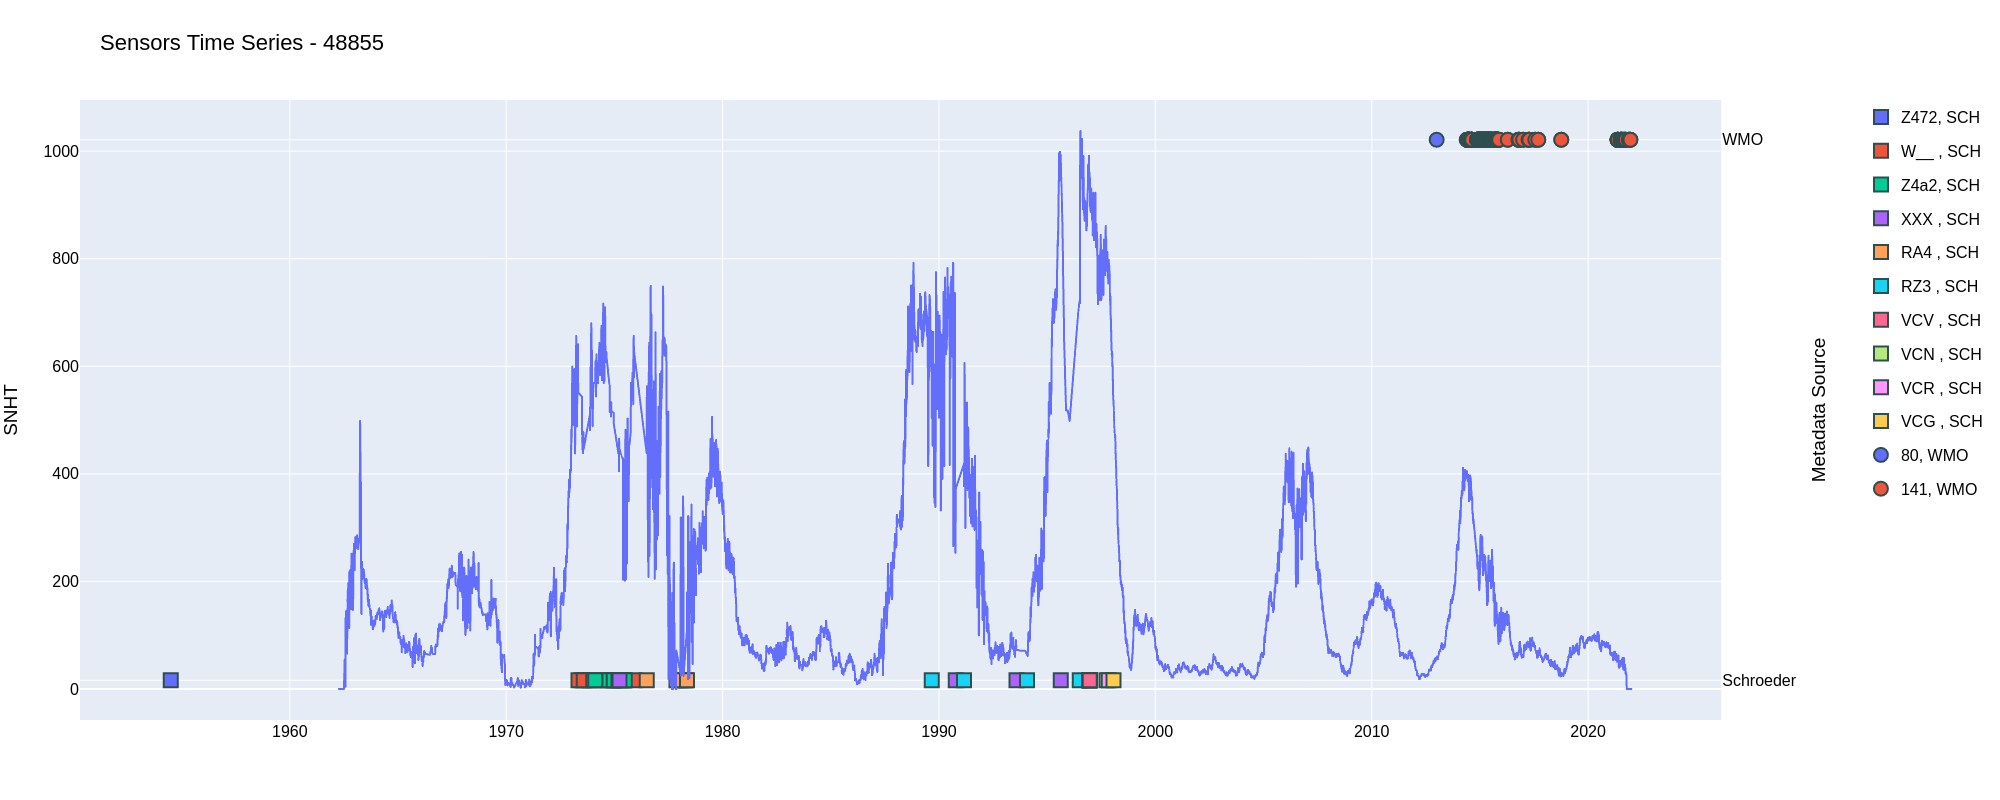 Sensors Time Series - 48855
SNHT
1000
800
600
400
200
0
1960
1970
1980
1990
2000
2010
2020
WMO
Schroeder
Metadata Source
Z472, SCH
W__ , SCH
Z4a2, SCH
XXX , SCH
RA4 , SCH
RZ3 , SCH
VCV , SCH
VCN , SCH
VCR , SCH
VCG , SCH
80, WMO
141, WMO